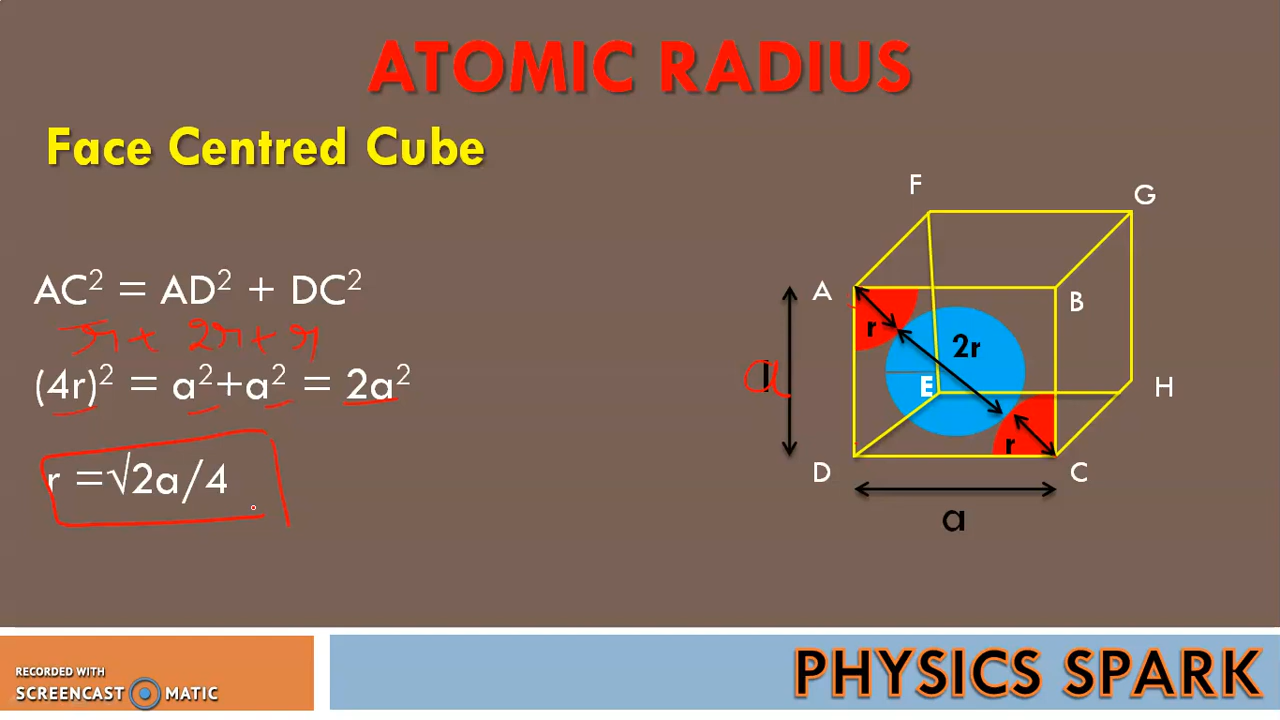 ATOMIC RADIUS
Face Centred Cube
AC² = AD² + DC²
r + 2r + r
(4r)² = a²+a² = 2a²
r =√2a/4
F
G
A
B
r
2r
a
E
H
r
D
C
a
RECORDED WITH
SCREENCAST MATIC
PHYSICS SPARK